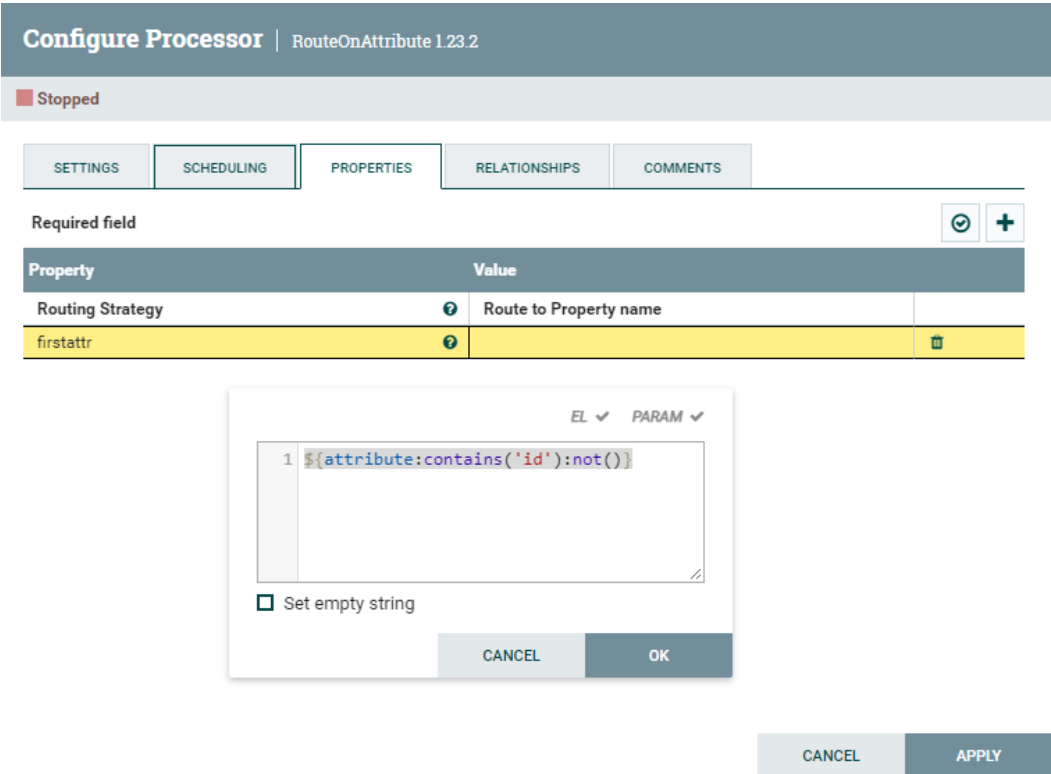 Configure Processor | RouteOnAttribute 1.23.2
Stopped
SETTINGS SCHEDULING PROPERTIES RELATIONSHIPS COMMENTS
Required field
Property Value
Routing Strategy Route to Property name
firstattr
EL PARAM
1 ${attribute:contains('id'):not()}
Set empty string
CANCEL OK
CANCEL APPLY